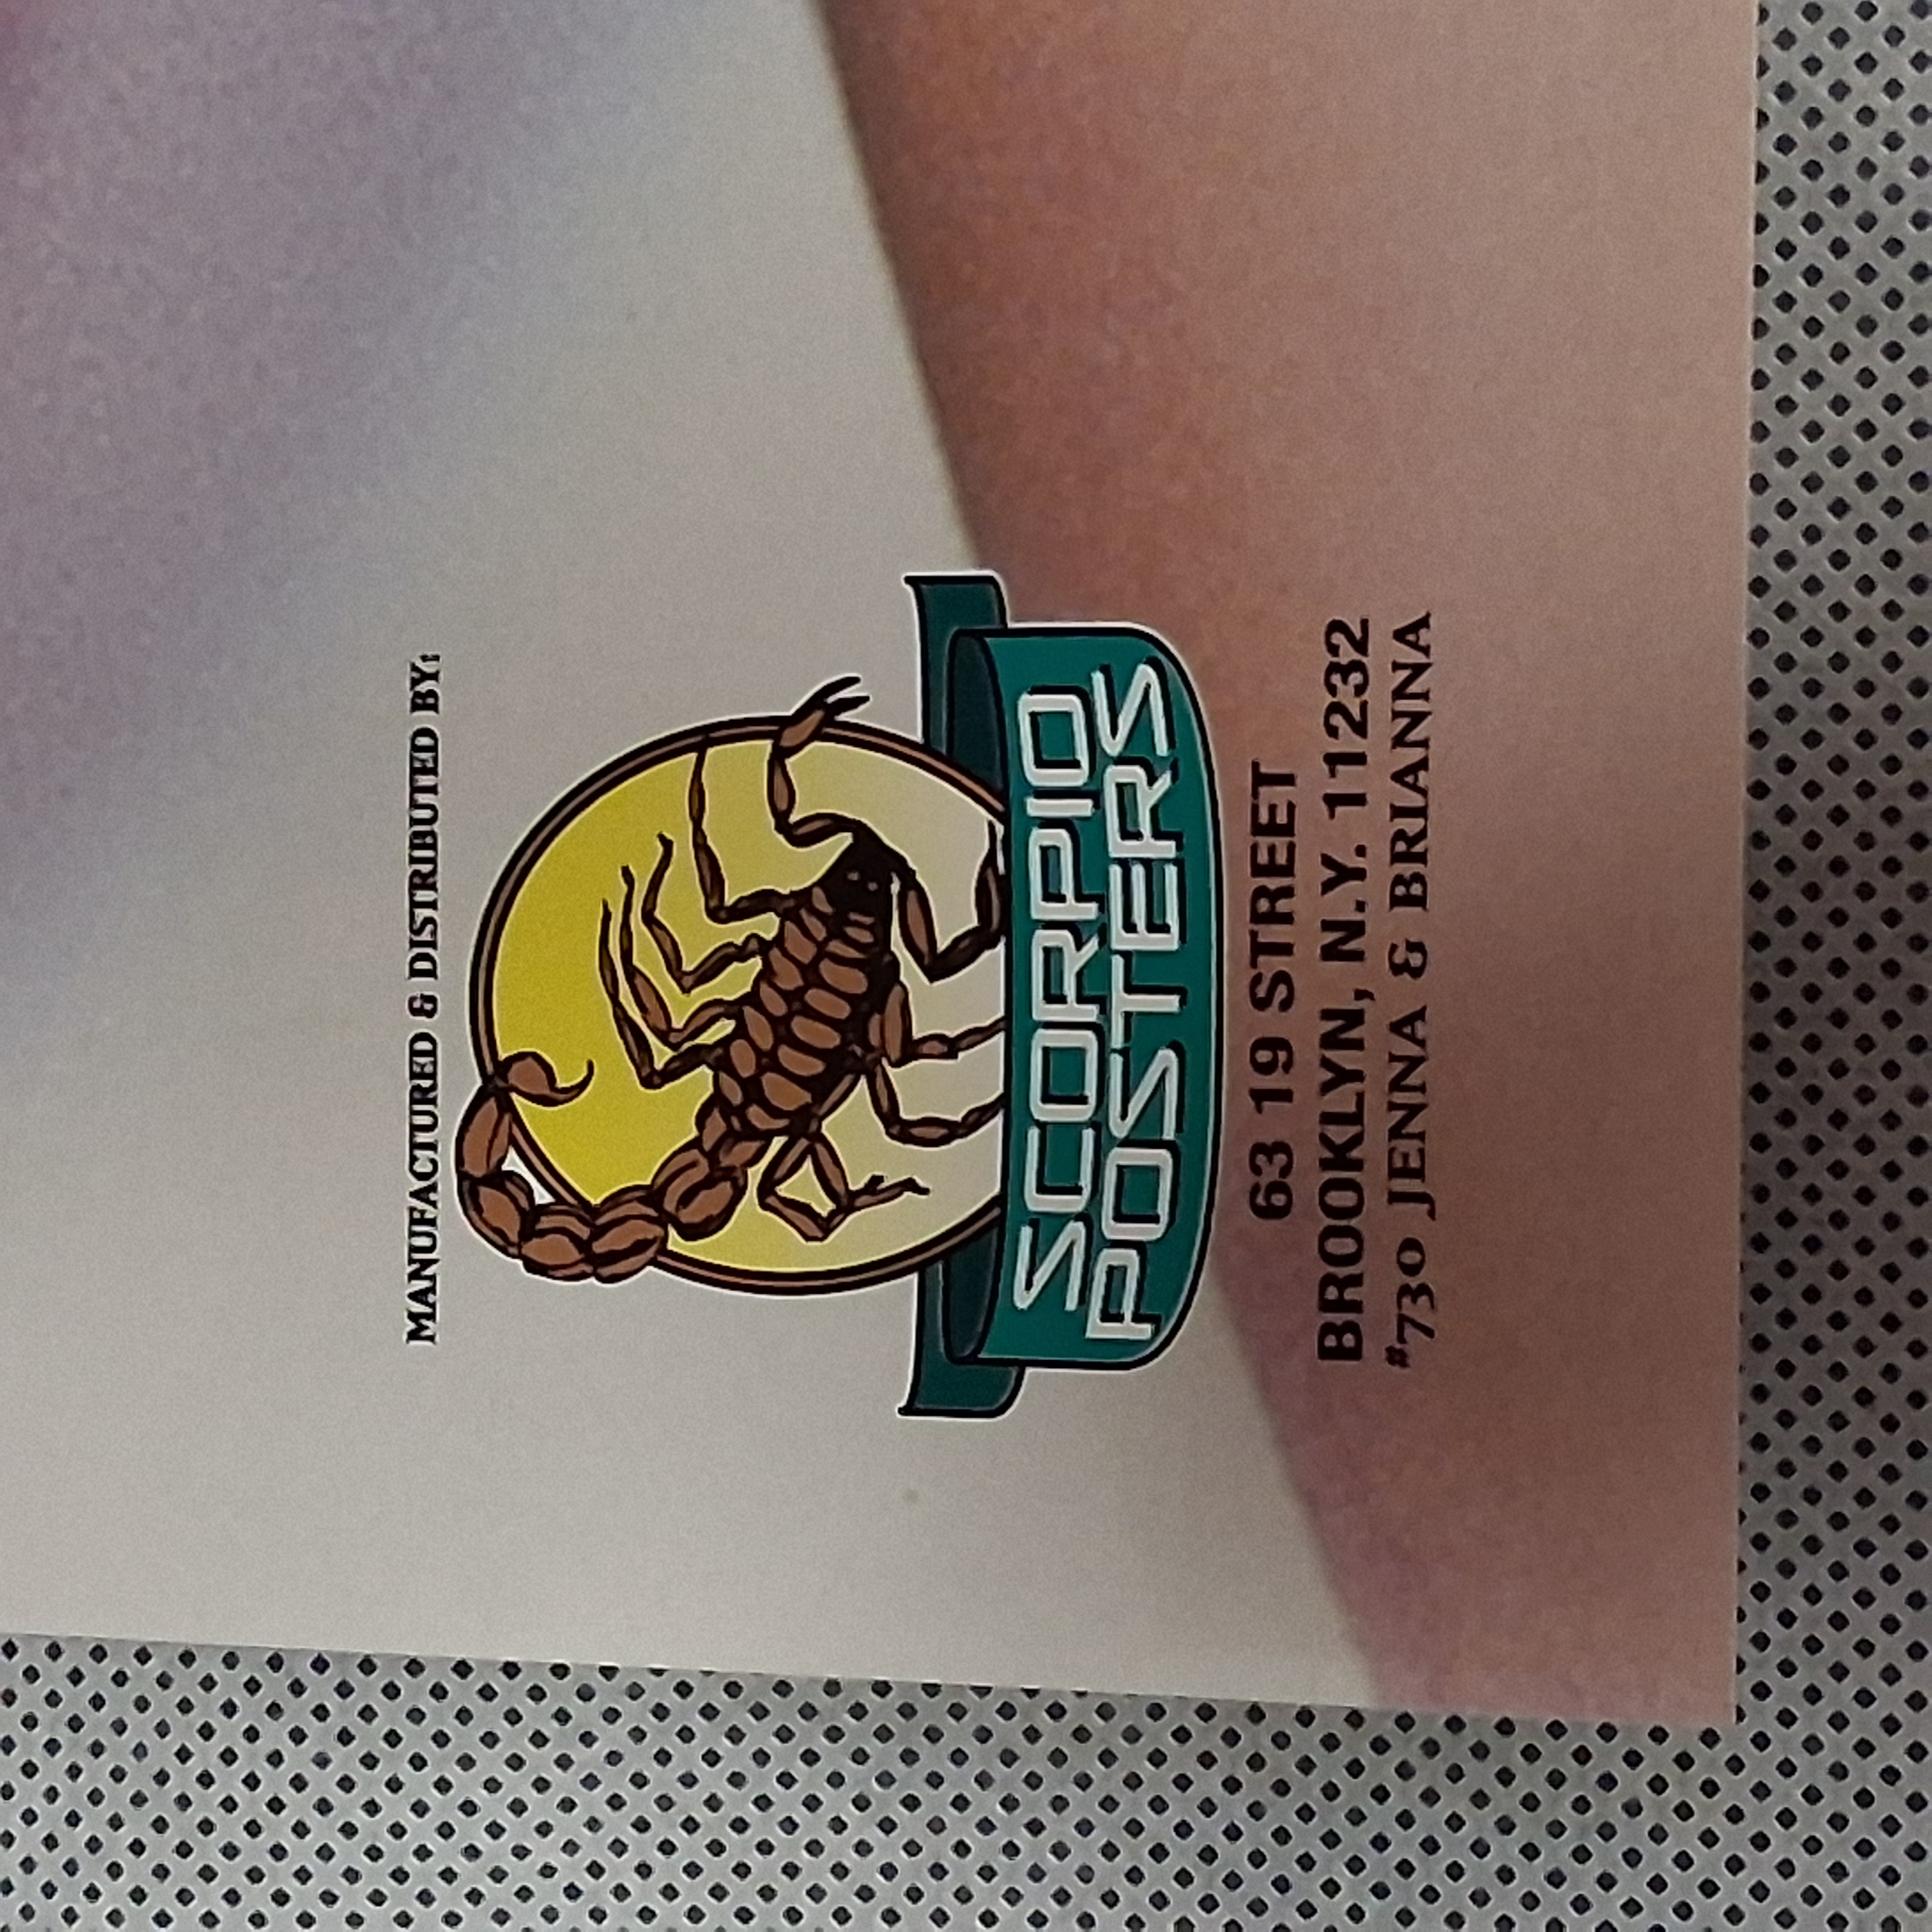 MANUFACTURED & DISTRIBUTED BY:
SCORPIO
POSTERS
63 19 STREET
BROOKLYN, N.Y. 11232
#730 JENNA & BRIANNA